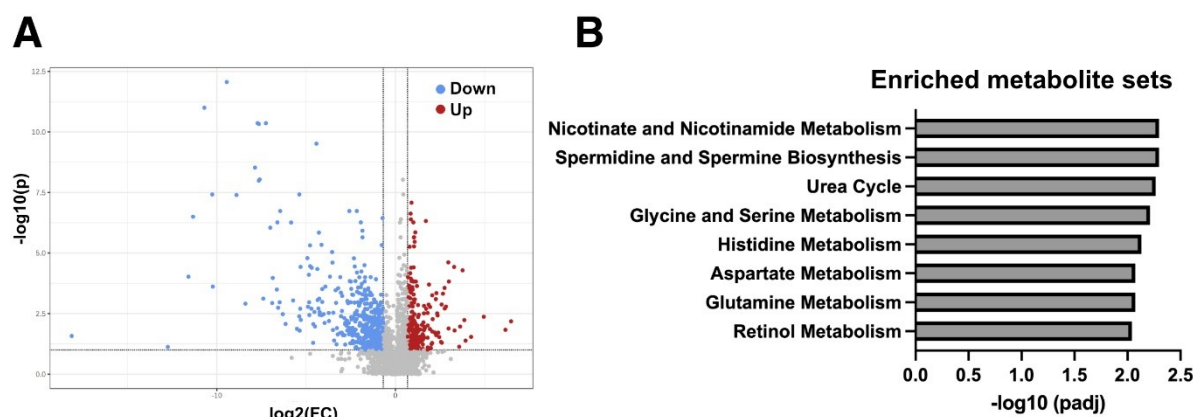 A
B
12.5
10.0
7.5
5.0
2.5
0.0
-log10(p)
Down
Up
-10
0
log2(FC)
Enriched metabolite sets
Nicotinate and Nicotinamide Metabolism
Spermidine and Spermine Biosynthesis
Urea Cycle
Glycine and Serine Metabolism
Histidine Metabolism
Aspartate Metabolism
Glutamine Metabolism
Retinol Metabolism
0.0 0.5 1.0 1.5 2.0 2.5
-log10 (padj)